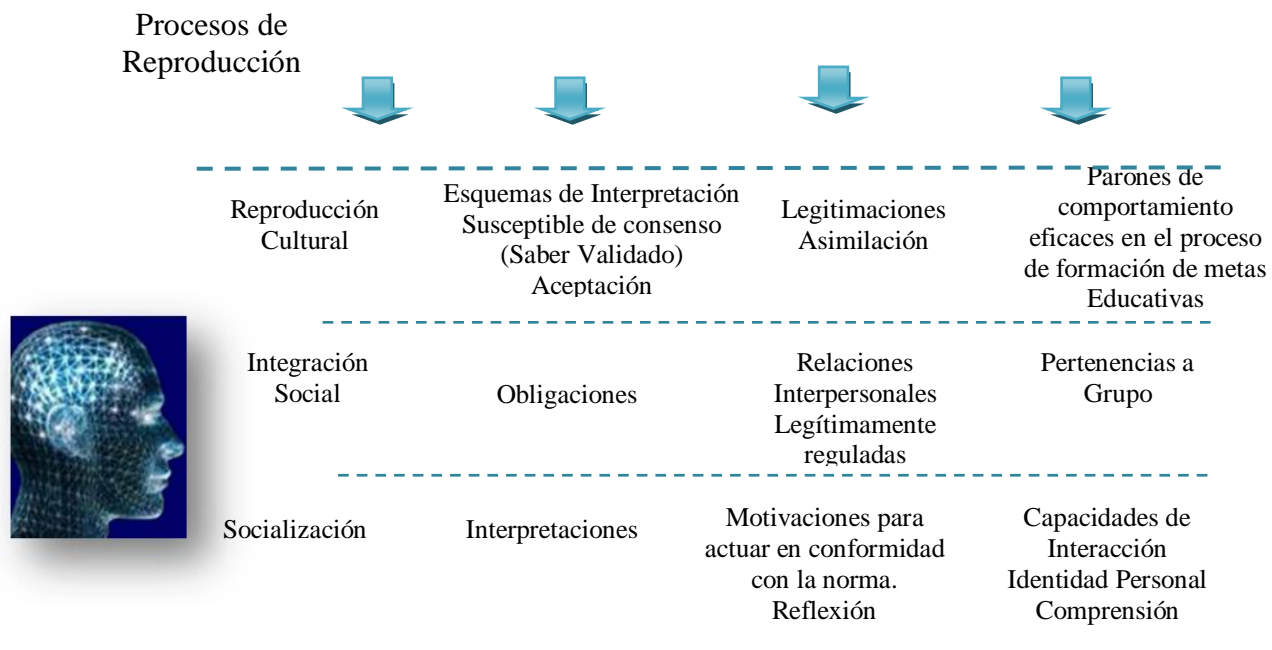 Procesos de
Reproducción
Reproducción
Cultural
Esquemas de Interpretación
Susceptible de consenso
(Saber Validado)
Aceptación
Legitimaciones
Asimilación
Parones de
comportamiento
eficaces en el proceso
de formación de metas
Educativas
Integración
Social
Obligaciones
Relaciones
Interpersonales
Legítimamente
reguladas
Pertenencias a
Grupo
Socialización
Interpretaciones
Motivaciones para
actuar en conformidad
con la norma.
Reflexión
Capacidades de
Interacción
Identidad Personal
Comprensión